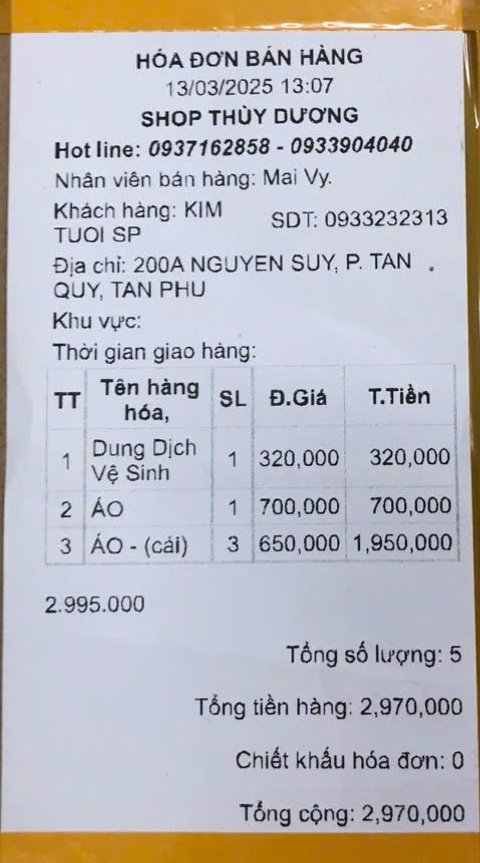 HÓA ĐƠN BÁN HÀNG
13/03/2025 13:07
SHOP THÙY DƯƠNG
Hot line: 0937162858 - 0933904040
Nhân viên bán hàng: Mai Vy.
Khách hàng: KIM TUOI SP SDT: 0933232313
Địa chỉ: 200A NGUYEN SUY, P. TAN
QUY, TAN PHU
Khu vực:
Thời gian giao hàng:
TT Tên hàng hóa, SL Đ.Giá T.Tiền
1 Dung Dịch Vệ Sinh 1 320,000 320,000
2 ÁO 1 700,000 700,000
3 ÁO - (cái) 3 650,000 1,950,000
2.995.000
Tổng số lượng: 5
Tổng tiền hàng: 2,970,000
Chiết khấu hóa đơn: 0
Tổng cộng: 2,970,000